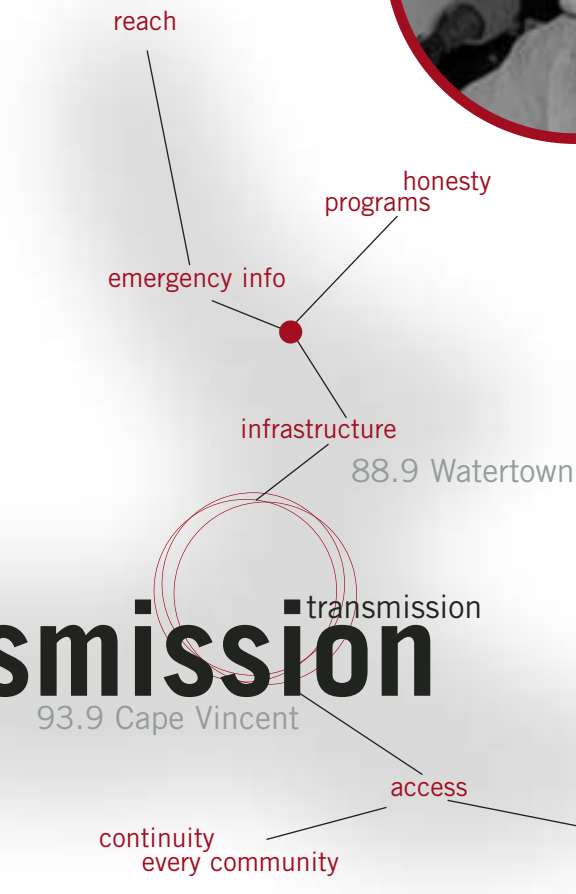 reach
honesty
programs
emergency info
infrastructure
88.9 Watertown
transmission
smission
93.9 Cape Vincent
access
continuity
every community